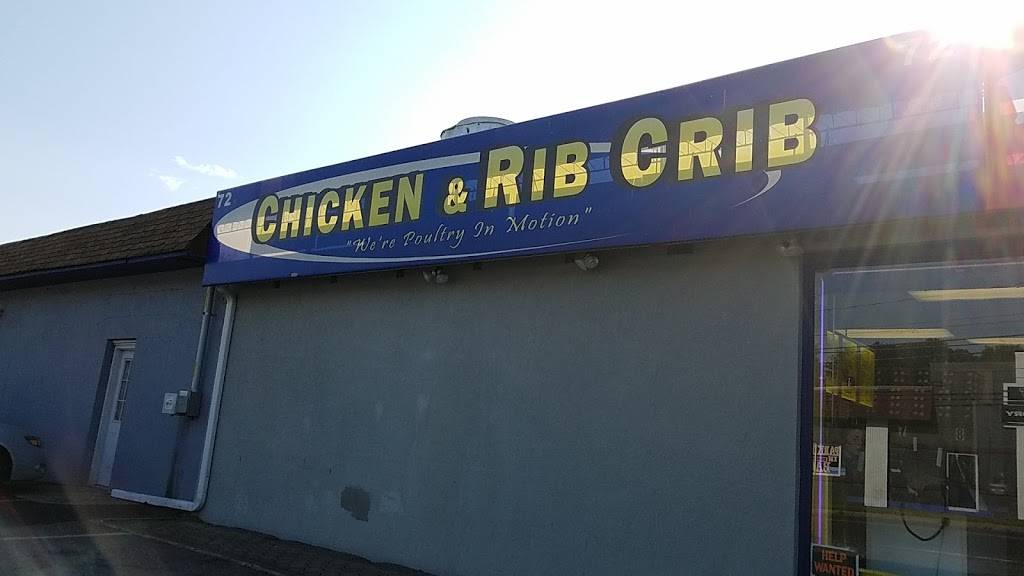 72
CHICKEN & RIB CRIB
"We're Poultry In Motion"
HELP
WANTED